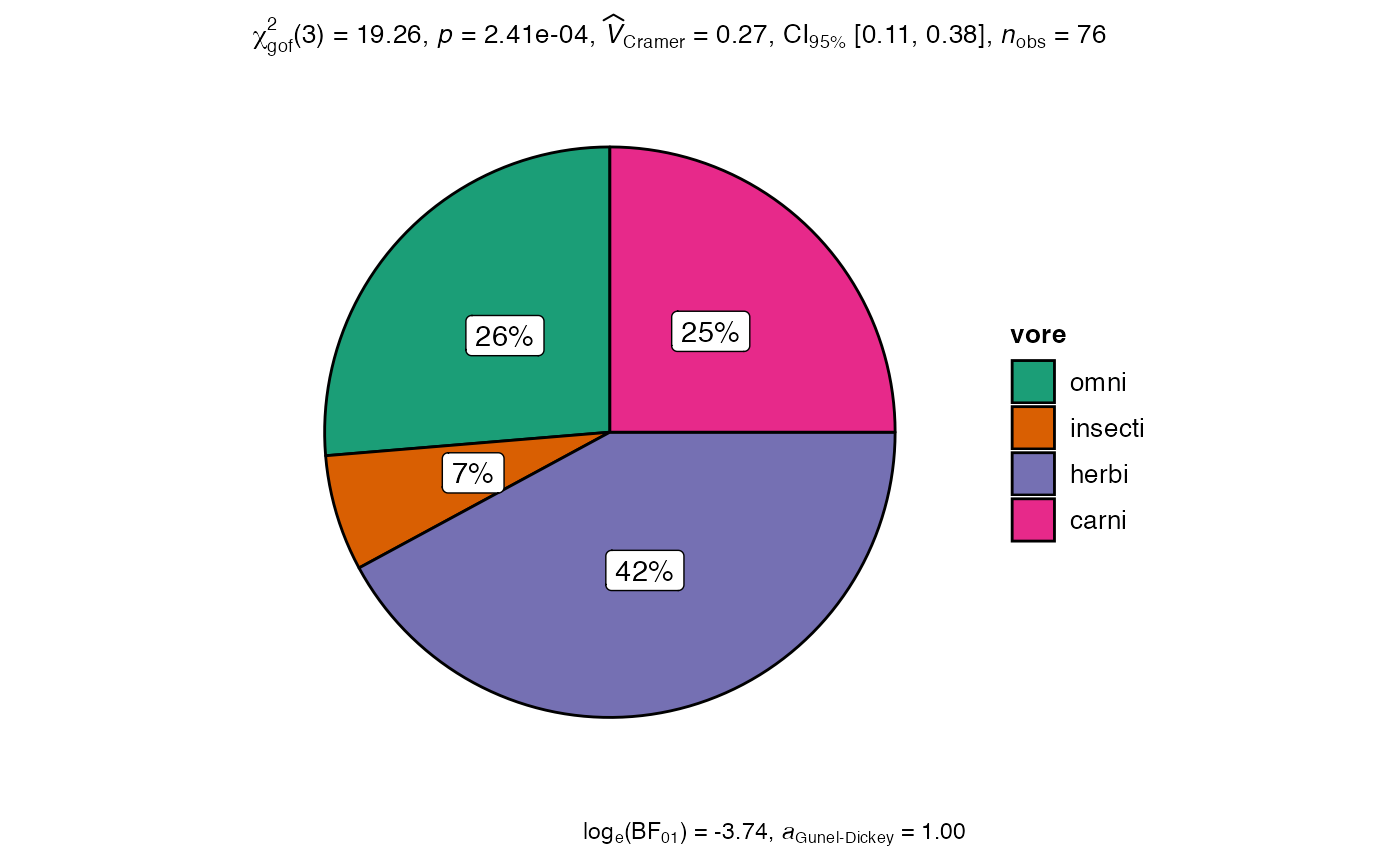 χ²gof(3) = 19.26, p = 2.41e-04, V̂Cramer = 0.27, CI95% [0.11, 0.38], nobs = 76
26%
25%
7%
42%
vore
omni
insecti
herbi
carni
loge(BF01) = -3.74, aGunel-Dickey = 1.00